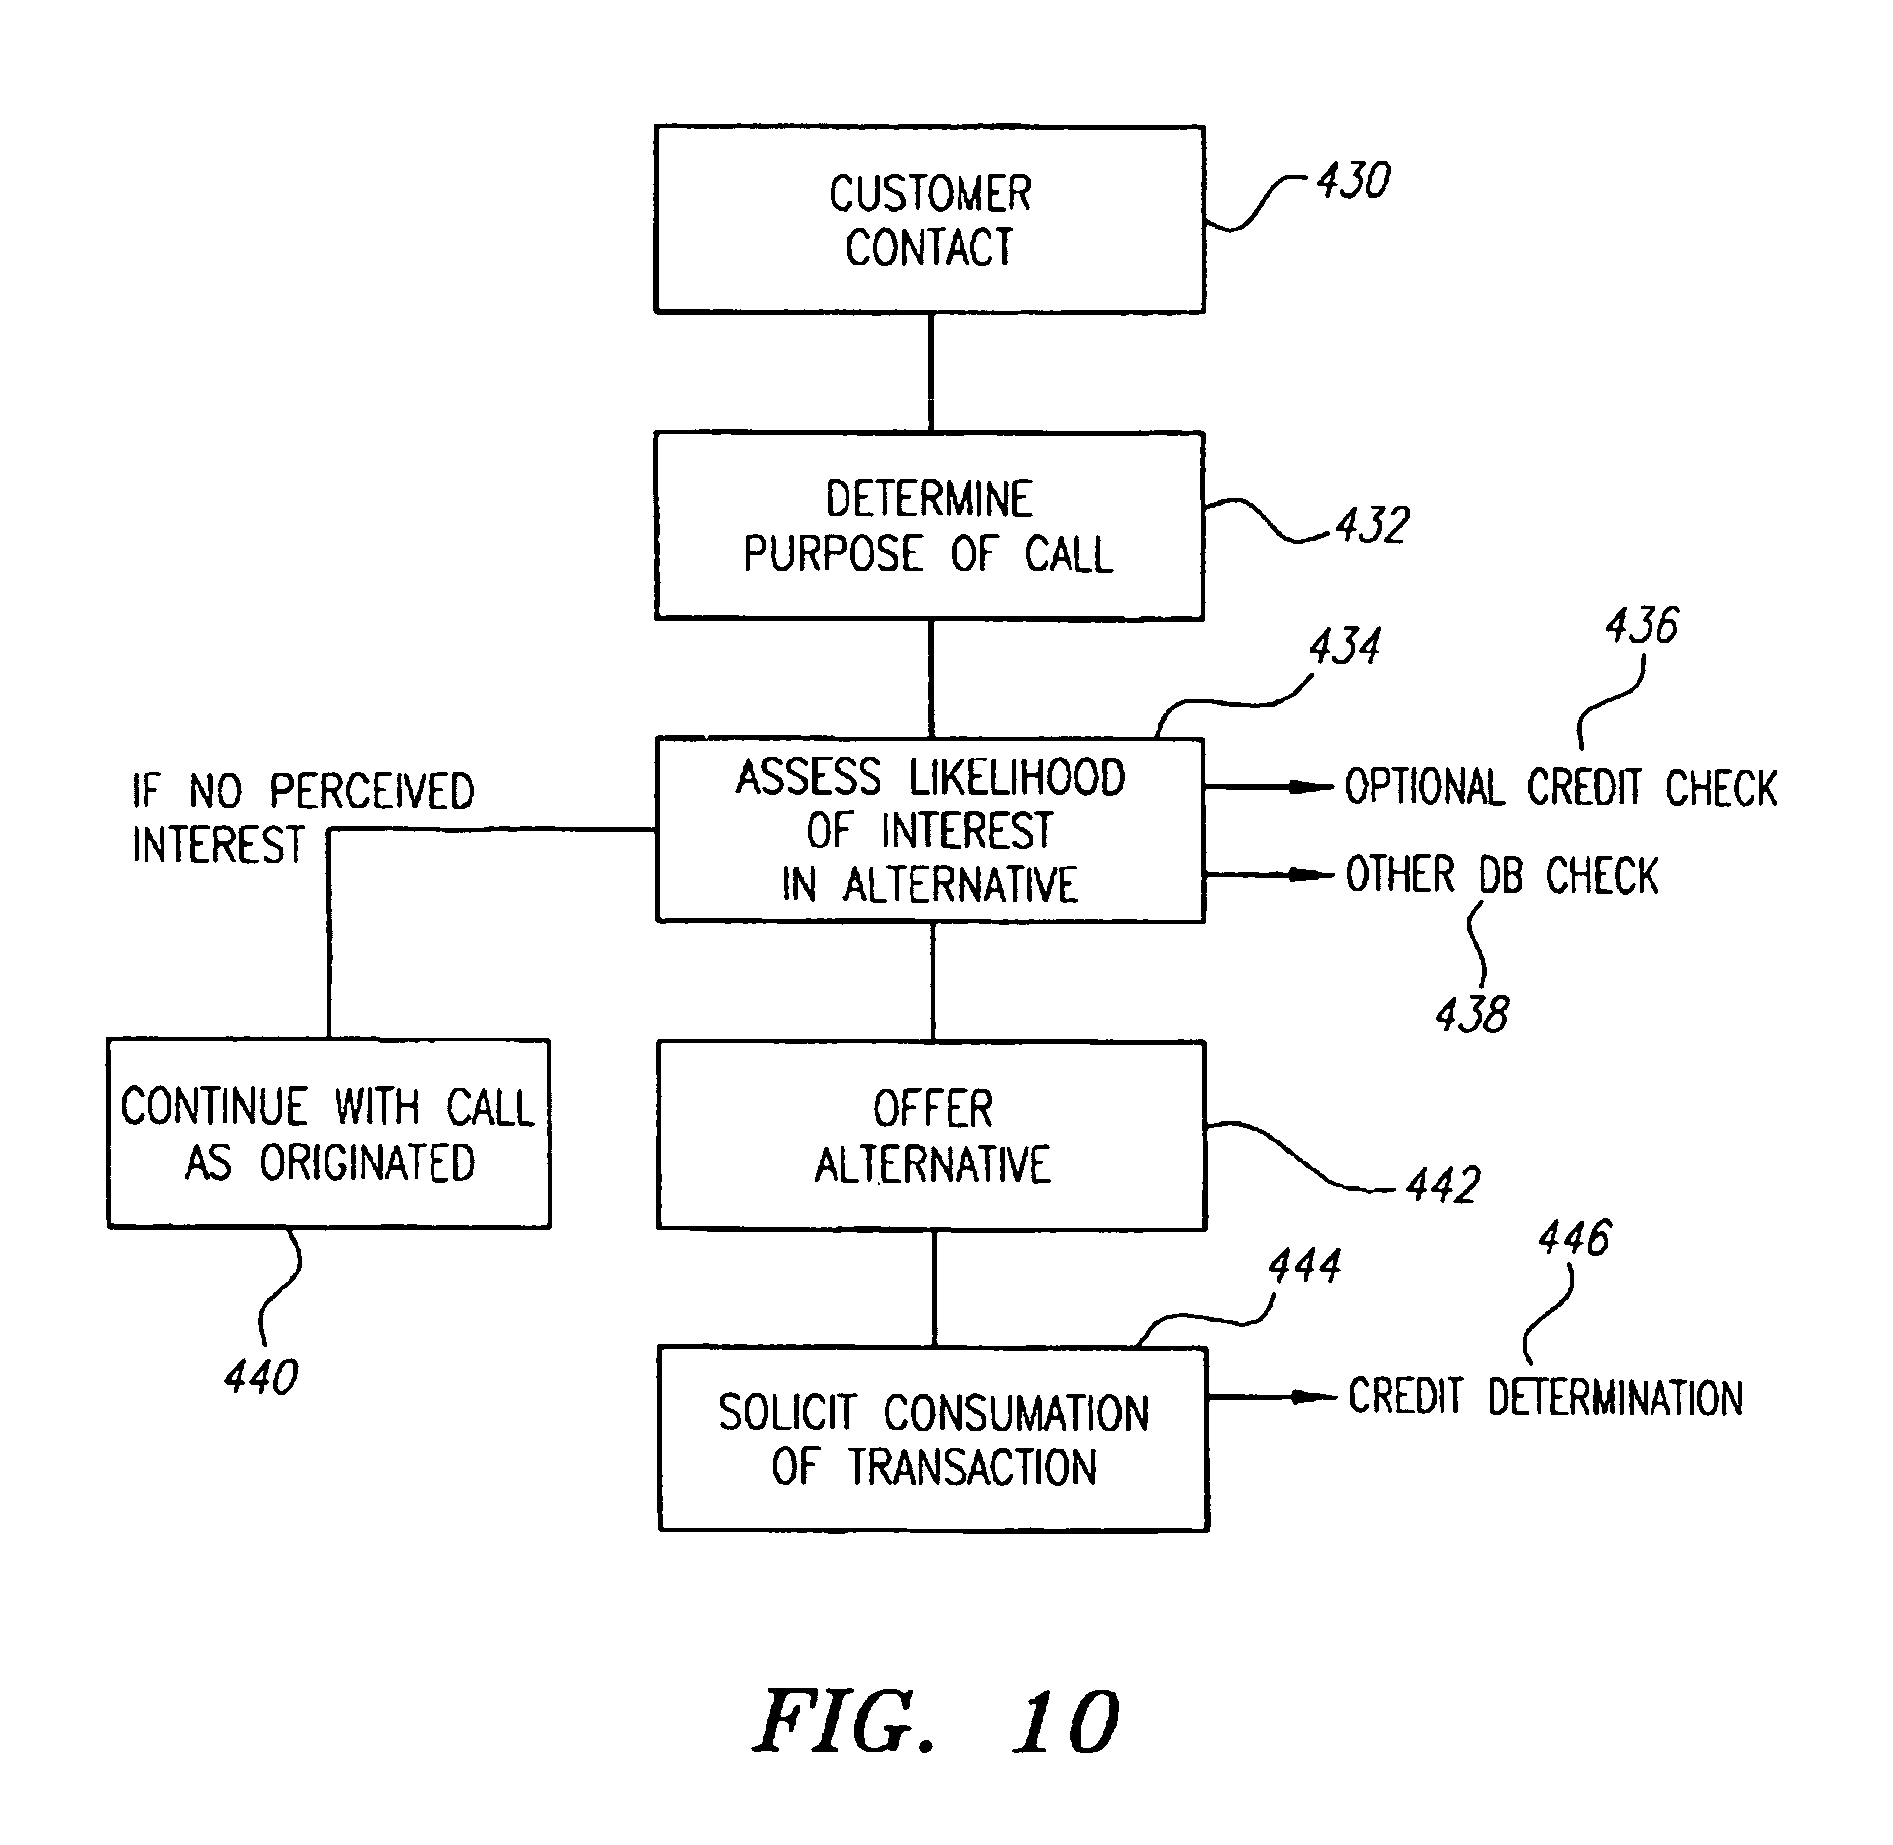 CUSTOMER
CONTACT
430
DETERMINE
PURPOSE OF CALL
432
434
436
ASSESS LIKELIHOOD
OF INTEREST
IN ALTERNATIVE
OPTIONAL CREDIT CHECK
OTHER DB CHECK
438
IF NO PERCEIVED
INTEREST
CONTINUE WITH CALL
AS ORIGINATED
440
OFFER
ALTERNATIVE
442
444
446
SOLICIT CONSUMATION
OF TRANSACTION
CREDIT DETERMINATION
FIG. 10